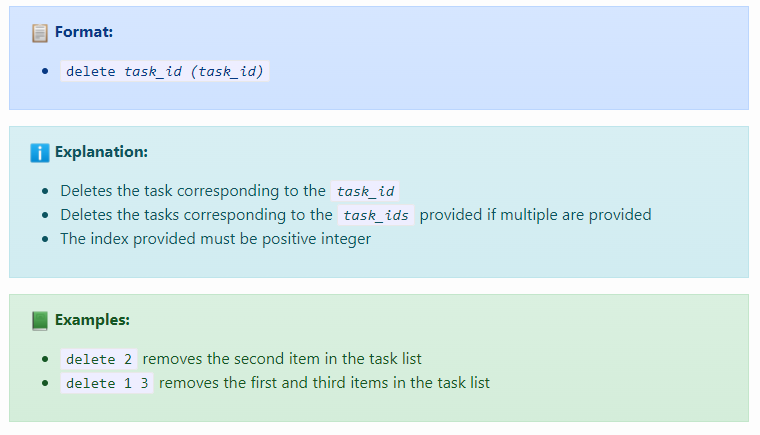 Format:
delete task_id (task_id)
Explanation:
Deletes the task corresponding to the task_id
Deletes the tasks corresponding to the task_ids provided if multiple are provided
The index provided must be positive integer
Examples:
delete 2 removes the second item in the task list
delete 1 3 removes the first and third items in the task list